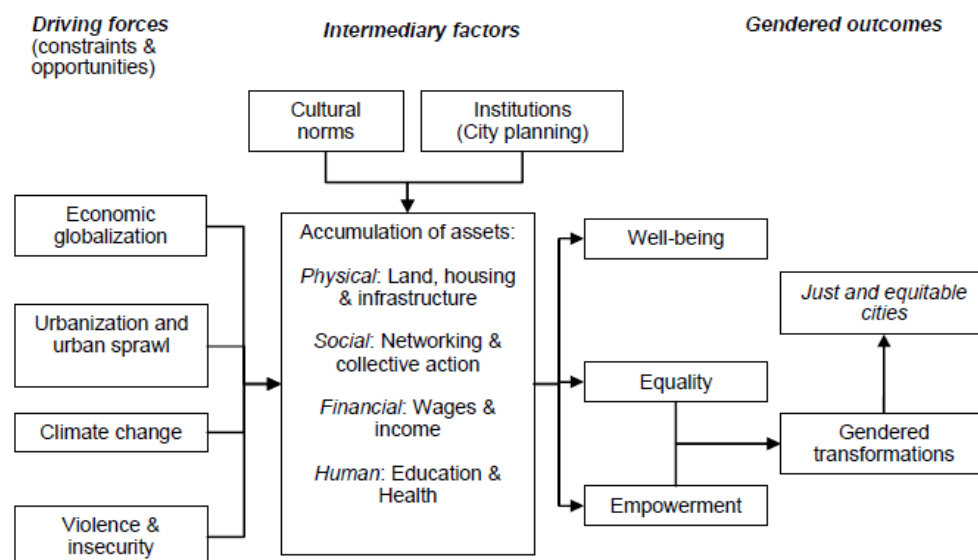 Driving forces
(constraints &
opportunities)
Intermediary factors
Gendered outcomes
Cultural
norms
Institutions
(City planning)
Economic
globalization
Urbanization and
urban sprawl
Climate change
Violence &
insecurity
Accumulation of assets:
Physical: Land, housing
& infrastructure
Social: Networking &
collective action
Financial: Wages &
income
Human: Education &
Health
Well-being
Equality
Empowerment
Just and equitable
cities
Gendered
transformations